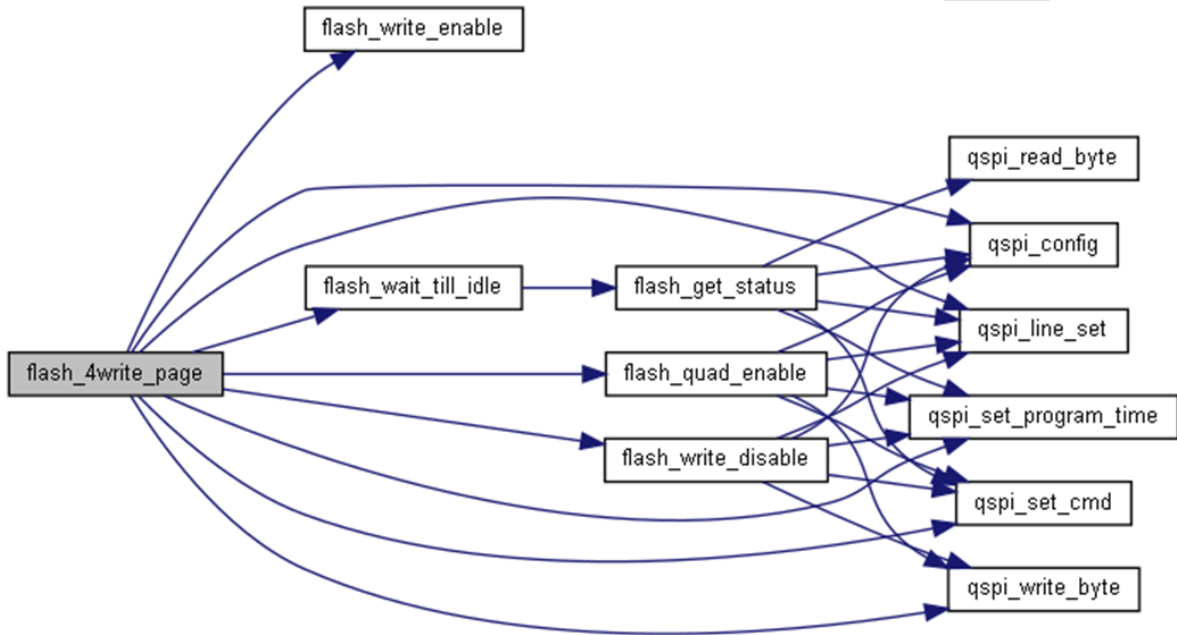 flash_write_enable
qspi_read_byte
qspi_config
flash_wait_till_idle
flash_get_status
qspi_line_set
flash_4write_page
flash_quad_enable
qspi_set_program_time
flash_write_disable
qspi_set_cmd
qspi_write_byte